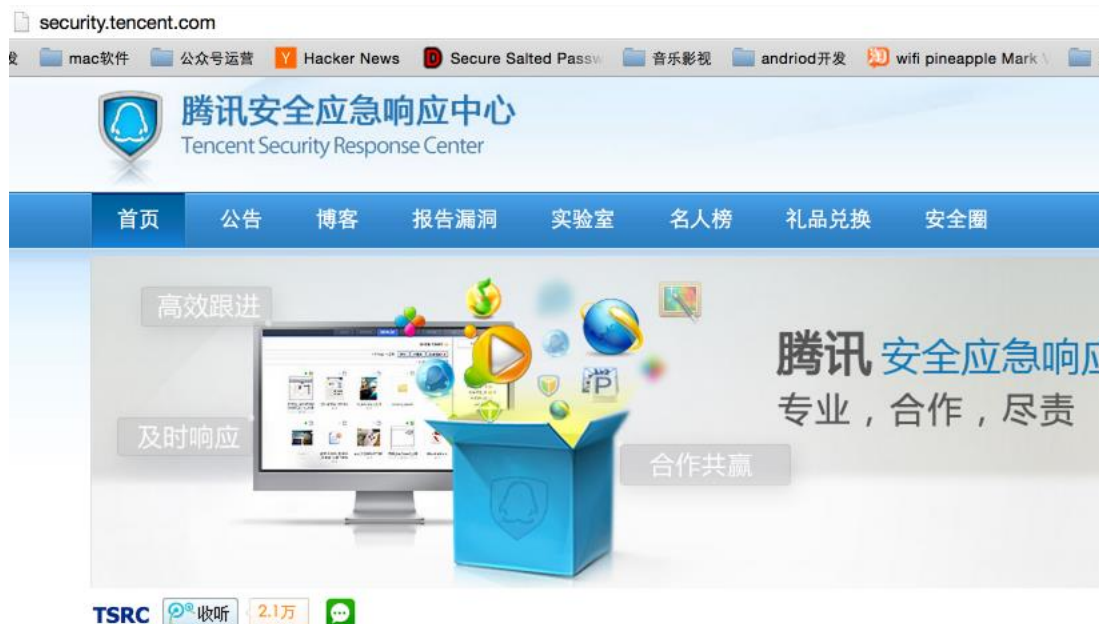 security.tencent.com
发 mac软件 公众号运营 Y Hacker News D Secure Salted Passw 音乐影视 andriod开发 wifi pineapple Mark
腾讯安全应急响应中心
Tencent Security Response Center
首页 公告 博客 报告漏洞 实验室 名人榜 礼品兑换 安全圈
高效跟进
腾讯 安全应急响应
及时响应
专业，合作，尽责
合作共赢
TSRC 收听 2.1万